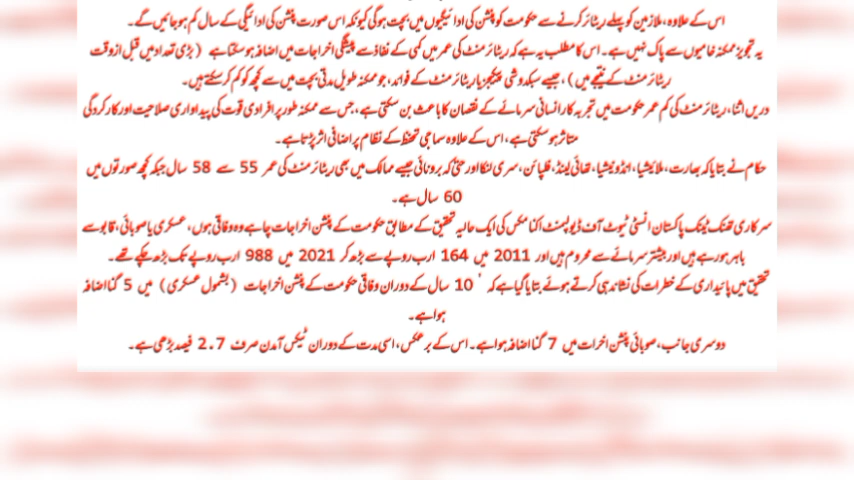 اس کے علاوہ، ملازمین کو پہلے ریٹائر کرنے سے حکومت کو پنشن کی ادائیگیوں میں بچت ہوگی کیونکہ اس صورت پنشن کی ادائیگی کے سال کم ہو جائیں گے۔
یہ تجویز ممکنہ خامیوں سے پاک نہیں ہے۔ اس کا مطلب یہ ہے کہ ریٹائرمنٹ کی عمر میں کمی کے نفاذ سے پیشگی اخراجات میں اضافہ ہو سکتا ہے (بڑی تعداد میں قبل از وقت
ریٹائرمنٹ کے نتیجے میں)، جیسے سبکدوشی پیکیجز یا ریٹائرمنٹ کے فوائد، جو ممکنہ طویل مدتی بچت میں سے کچھ کو کم کر سکتے ہیں۔
دریں اثنا، ریٹائرمنٹ کی کم عمر حکومت میں تجربہ کار انسانی سرمائے کے نقصان کا باعث بن سکتی ہے، جس سے ممکنہ طور پر افرادی قوت کی پیداواری صلاحیت اور کارکردگی
متاثر ہو سکتی ہے، اس کے علاوہ سماجی تحفظ کے نظام پر اضافی اثر پڑتا ہے۔
حکام نے بتایا کہ بھارت، ملائیشیا، انڈونیشیا، تھائی لینڈ، فلپائن، سری لنکا اور حتیٰ کہ برونائی جیسے ممالک میں بھی ریٹائرمنٹ کی عمر 55 سے 58 سال جبکہ کچھ صورتوں میں
60 سال ہے۔
سرکاری تھنک ٹینک پاکستان انسٹی ٹیوٹ آف ڈیولپمنٹ اکنامکس کی ایک حالیہ تحقیق کے مطابق حکومت کے پنشن اخراجات چاہے وہ وفاقی ہوں، عسکری یا صوبائی، قابو سے
باہر ہو رہے ہیں اور بیشتر سرمائے سے محروم ہیں اور 2011 میں 164 ارب روپے سے بڑھ کر 2021 میں 988 ارب روپے تک بڑھ چکے تھے۔
تحقیق میں پائیداری کے خطرات کی نشاندہی کرتے ہوئے بتایا گیا ہے کہ ' 10 سال کے دوران وفاقی حکومت کے پنشن اخراجات (بشمول عسکری) میں 5 گنا اضافہ
ہوا ہے۔
دوسری جانب، صوبائی پنشن اخرات میں 7 گنا اضافہ ہوا ہے۔ اس کے برعکس، اسی مدت کے دوران ٹیکس آمدن صرف 2.7 فیصد بڑھی ہے۔